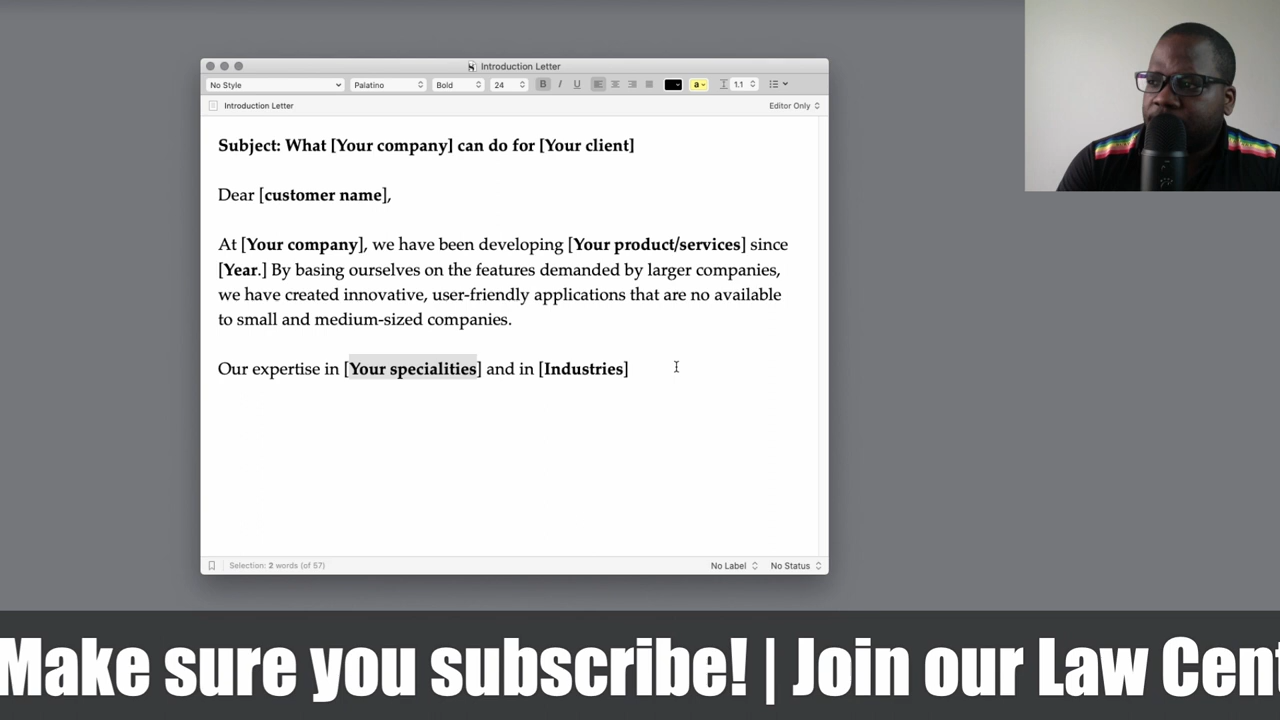 Introduction Letter
No Style
Palatino
Bold
24
B I U
a
1.1
Introduction Letter
Editor Only
Subject: What [Your company] can do for [Your client]
Dear [customer name],
At [Your company], we have been developing [Your product/services] since
[Year.] By basing ourselves on the features demanded by larger companies,
we have created innovative, user-friendly applications that are no available
to small and medium-sized companies.
Our expertise in [Your specialities] and in [Industries]
Selection: 2 words (of 57)
No Label
No Status
Make sure you subscribe! | Join our Law Cent